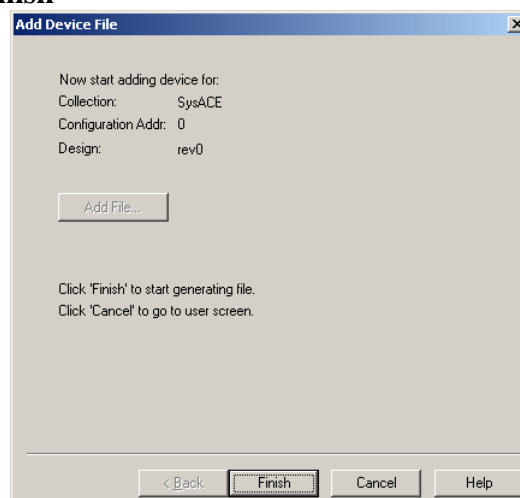 Add Device File
Now start adding device for:
Collection: SysACE
Configuration Addr: 0
Design: rev0
Add File...
Click 'Finish' to start generating file.
Click 'Cancel' to go to user screen.
< Back Finish Cancel Help